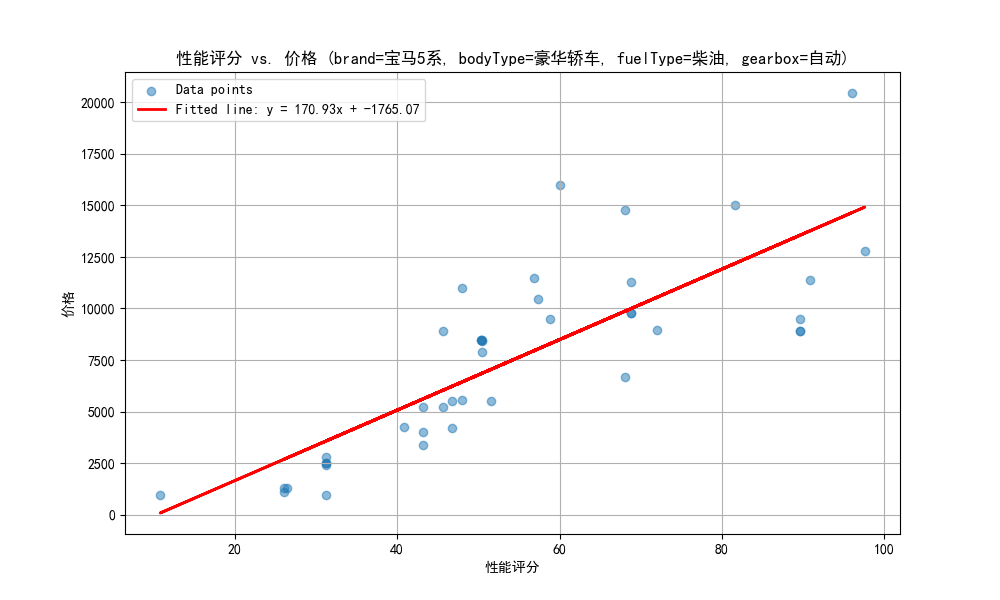 性能评分 vs. 价格 (brand=宝马5系, bodyType=豪华轿车, fuelType=柴油, gearbox=自动)
Data points
Fitted line: y = 170.93x + -1765.07
20000
17500
15000
12500
10000
7500
5000
2500
0
价格
20 40 60 80 100
性能评分